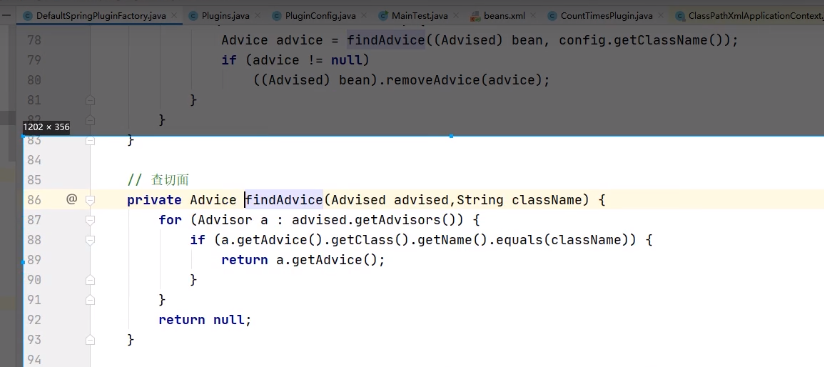 DefaultSpringPluginFactory.java
Plugins.java
PluginConfig.java
MainTest.java
beans.xml
CountTimesPlugin.java
ClassPathXmlApplicationContext.
78 Advice advice = findAdvice((Advised) bean, config.getClassName());
79 if (advice != null)
80 ((Advised) bean).removeAdvice(advice);
81 }
82 }
1202 × 356
83 }
84
85 // 查切面
86 @ private Advice findAdvice(Advised advised,String className) {
87 for (Advisor a : advised.getAdvisors()) {
88 if (a.getAdvice().getClass().getName().equals(className)) {
89 return a.getAdvice();
90 }
91 }
92 return null;
93 }
94